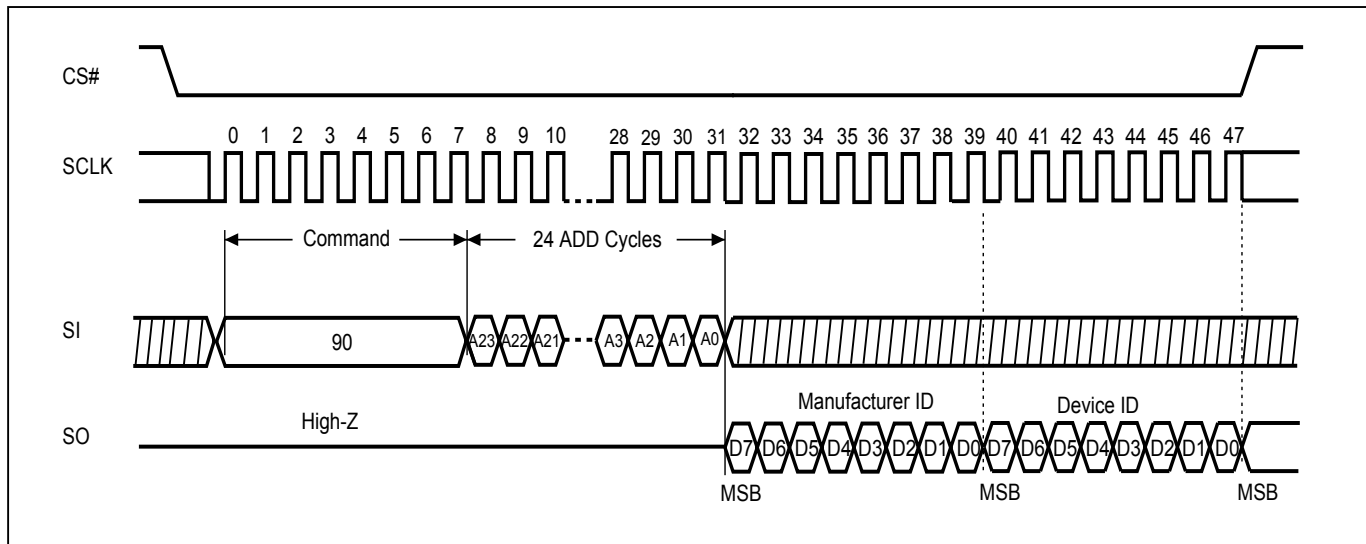 CS#
0 1 2 3 4 5 6 7 8 9 10 28 29 30 31 32 33 34 35 36 37 38 39 40 41 42 43 44 45 46 47
SCLK
Command 24 ADD Cycles
SI 90 A23 A22 A21 A3 A2 A1 A0
High-Z Manufacturer ID Device ID
SO D7 D6 D5 D4 D3 D2 D1 D0 D7 D6 D5 D4 D3 D2 D1 D0
MSB MSB MSB